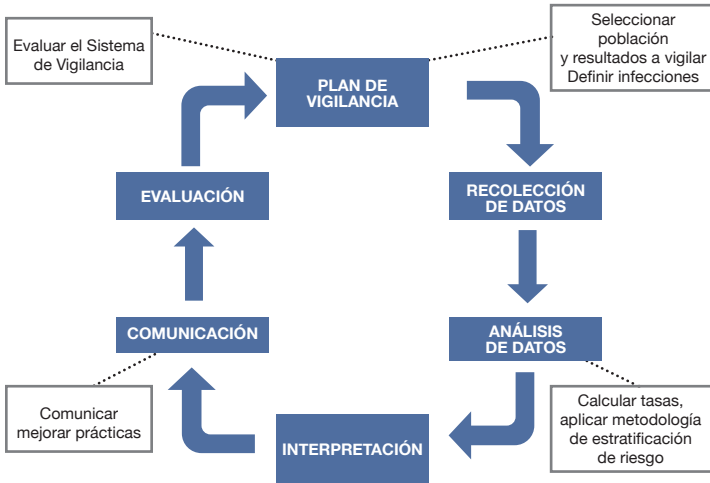 Evaluar el Sistema
de Vigilancia
PLAN DE
VIGILANCIA
Seleccionar
población
y resultados a vigilar
Definir infecciones
EVALUACIÓN
RECOLECCIÓN
DE DATOS
COMUNICACIÓN
ANÁLISIS
DE DATOS
Comunicar
mejorar prácticas
INTERPRETACIÓN
Calcular tasas,
aplicar metodología
de estratificación
de riesgo